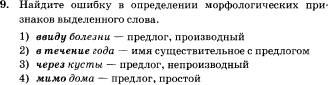 9. Найдите ошибку в определении морфологических при-
знаков выделенного слова.
1) ввиду болезни — предлог, производный
2) в течение года — имя существительное с предлогом
3) через кусты — предлог, непроизводный
4) мимо дома — предлог, простой